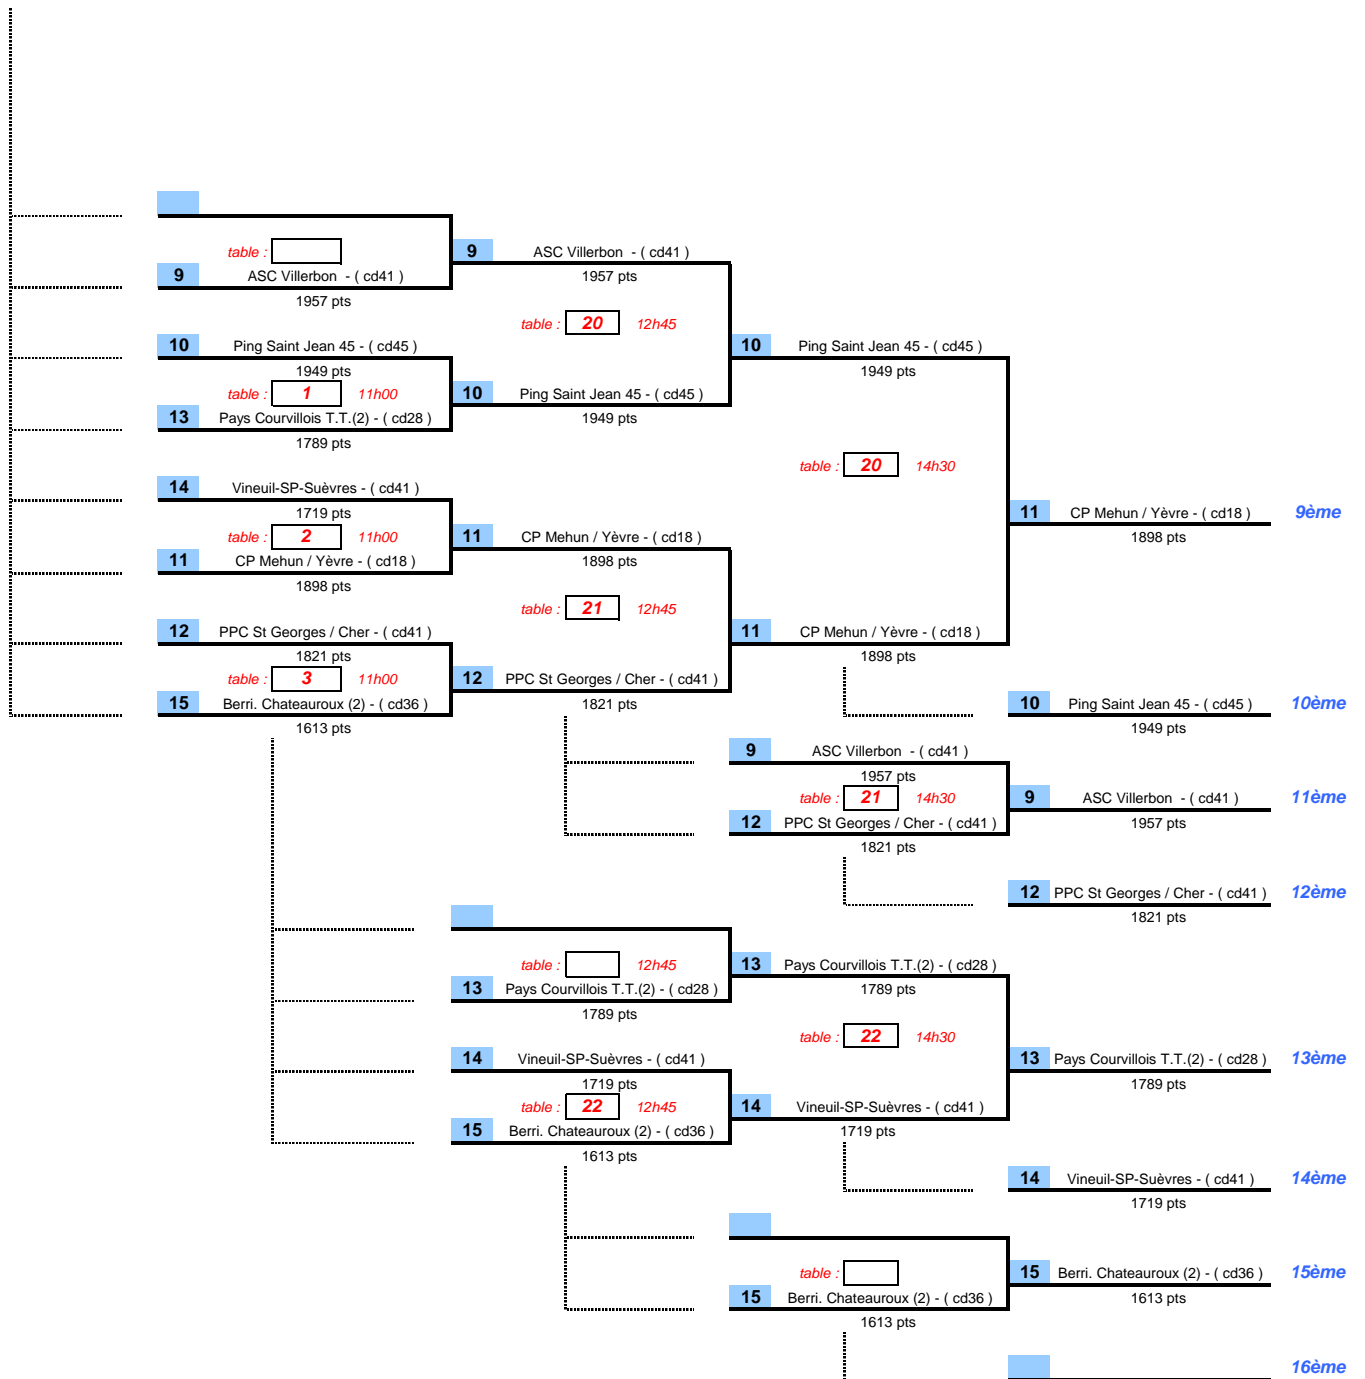 table :
9 ASC Villerbon - ( cd41 )
9 ASC Villerbon - ( cd41 )
1957 pts
1957 pts
table : 20 12h45
10 Ping Saint Jean 45 - ( cd45 )
10 Ping Saint Jean 45 - ( cd45 )
1949 pts
1949 pts
table : 1 11h00
10 Ping Saint Jean 45 - ( cd45 )
13 Pays Courvillois T.T.(2) - ( cd28 )
1949 pts
1789 pts
table : 20 14h30
14 Vineuil-SP-Suèvres - ( cd41 )
1719 pts
11 CP Mehun / Yèvre - ( cd18 ) 9ème
1898 pts
table : 2 11h00
11 CP Mehun / Yèvre - ( cd18 )
11 CP Mehun / Yèvre - ( cd18 )
1898 pts
1898 pts
table : 21 12h45
12 PPC St Georges / Cher - ( cd41 )
11 CP Mehun / Yèvre - ( cd18 )
1821 pts
1898 pts
table : 3 11h00
12 PPC St Georges / Cher - ( cd41 )
15 Berri. Chateauroux (2) - ( cd36 )
1821 pts
10 Ping Saint Jean 45 - ( cd45 ) 10ème
1613 pts
1949 pts
9 ASC Villerbon - ( cd41 )
1957 pts
table : 21 14h30
9 ASC Villerbon - ( cd41 ) 11ème
12 PPC St Georges / Cher - ( cd41 )
1957 pts
1821 pts
12 PPC St Georges / Cher - ( cd41 ) 12ème
1821 pts
table : 12h45
13 Pays Courvillois T.T.(2) - ( cd28 )
13 Pays Courvillois T.T.(2) - ( cd28 )
1789 pts
1789 pts
table : 22 14h30
14 Vineuil-SP-Suèvres - ( cd41 )
13 Pays Courvillois T.T.(2) - ( cd28 ) 13ème
1719 pts
1789 pts
table : 22 12h45
14 Vineuil-SP-Suèvres - ( cd41 )
15 Berri. Chateauroux (2) - ( cd36 )
1719 pts
1613 pts
14 Vineuil-SP-Suèvres - ( cd41 ) 14ème
1719 pts
table :
15 Berri. Chateauroux (2) - ( cd36 ) 15ème
15 Berri. Chateauroux (2) - ( cd36 )
1613 pts
1613 pts
16ème